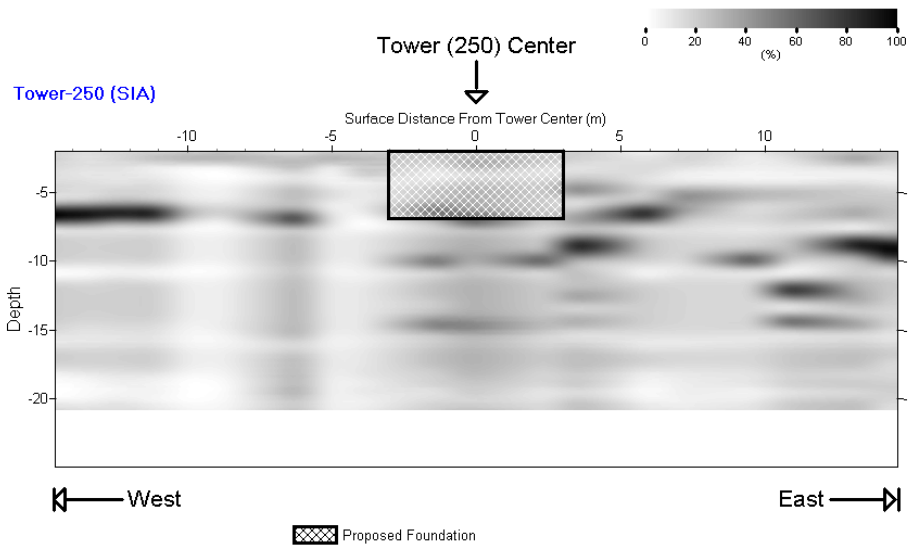 0 20 40 60 80 100
(%)
Tower (250) Center
Tower-250 (SIA)
Surface Distance From Tower Center (m)
-10 -5 0 5 10
-5
-10
-15
-20
Depth
West
East
Proposed Foundation